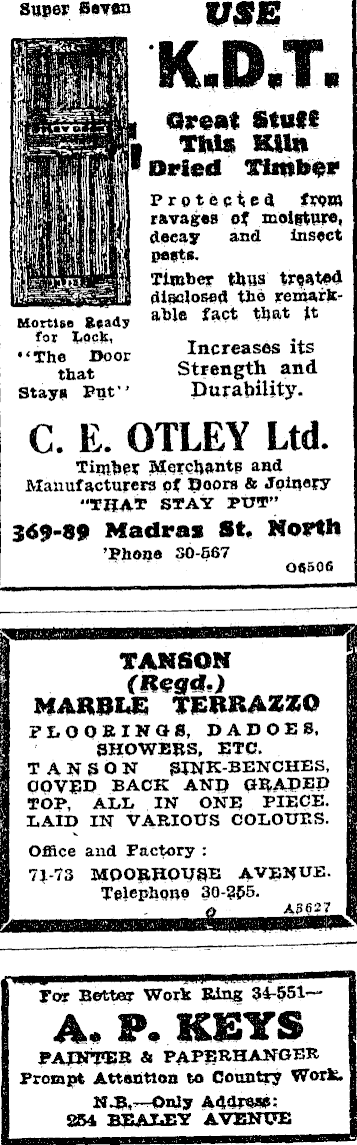 Super Seven
Mortise Ready
for Lock,
"The Door
that
Stays Put"
USE
K.D.T.
Great Stuff
This Kiln
Dried Timber
Protected from
ravages of moisture,
decay and insect
pests.
Timber thus treated
disclosed the remark-
able fact that it
Increases its
Strength and
Durability.
C. E. OTLEY Ltd.
Timber Merchants and
Manufacturers of Doors & Joinery
"THAT STAY PUT"
369-89 Madras St. North
'Phone 30-567
O6506
TANSON
(Regd.)
MARBLE TERRAZZO
FLOORINGS, DADOES,
SHOWERS, ETC.
TANSON SINK-BENCHES,
COVED BACK AND GRADED
TOP, ALL IN ONE PIECE.
LAID IN VARIOUS COLOURS.
Office and Factory :
71-73 MOORHOUSE AVENUE.
Telephone 30-255.
A3627
For Better Work Ring 34-551—
A. P. KEYS
PAINTER & PAPERHANGER
Prompt Attention to Country Work.
N.B.—Only Address:
254 BEALEY AVENUE